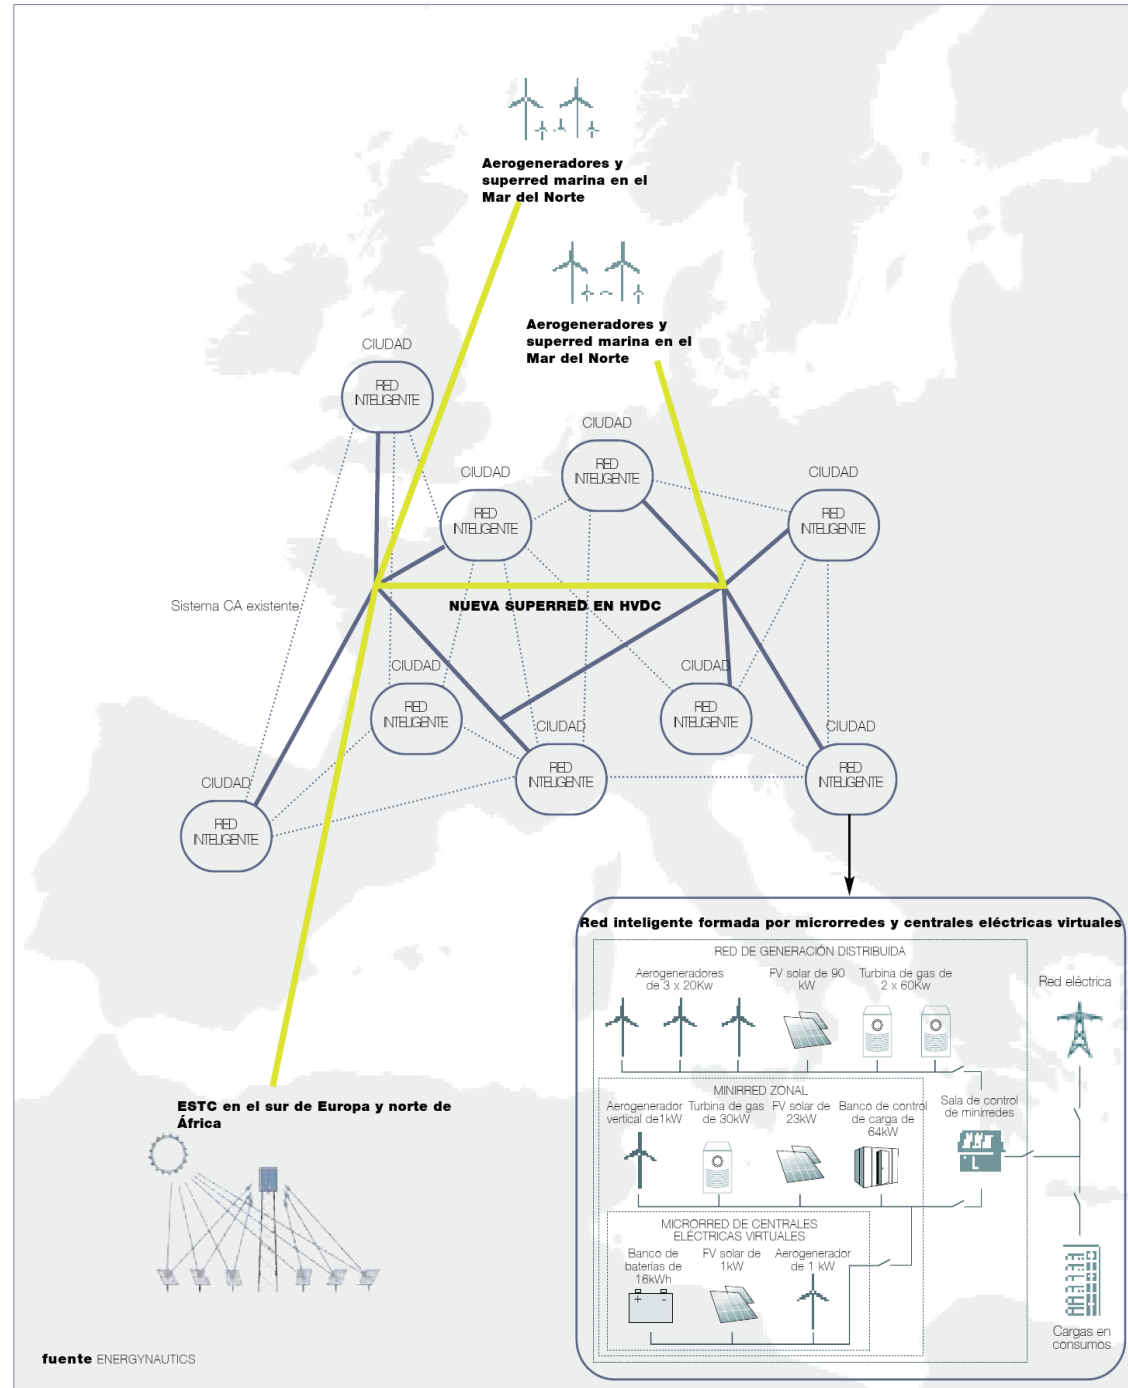 Aerogeneradores y
superred marina en el
Mar del Norte
Aerogeneradores y
superred marina en el
Mar del Norte
CIUDAD
RED
INTELIGENTE
CIUDAD
RED
INTELIGENTE
CIUDAD
RED
INTELIGENTE
CIUDAD
RED
INTELIGENTE
Sistema CA existente
NUEVA SUPERRED EN HVDC
CIUDAD
RED
INTELIGENTE
CIUDAD
RED
INTELIGENTE
CIUDAD
RED
INTELIGENTE
CIUDAD
RED
INTELIGENTE
CIUDAD
RED
INTELIGENTE
Red inteligente formada por microrredes y centrales eléctricas virtuales
RED DE GENERACIÓN DISTRIBUIDA
Aerogeneradores
de 3 x 20Kw
FV solar de 90
kW
Turbina de gas de
2 x 60Kw
Red eléctrica
MINIRRED ZONAL
Aerogenerador
vertical de1kW
Turbina de gas
de 30kW
FV solar de
23kW
Banco de control
de carga de
64kW
Sala de control
de minirredes
MICRORRED DE CENTRALES
ELÉCTRICAS VIRTUALES
Banco de
baterías de
16kWh
FV solar de
1kW
Aerogenerador
de 1 kW
Cargas en
consumos
ESTC en el sur de Europa y norte de
África
fuente ENERGYNAUTICS